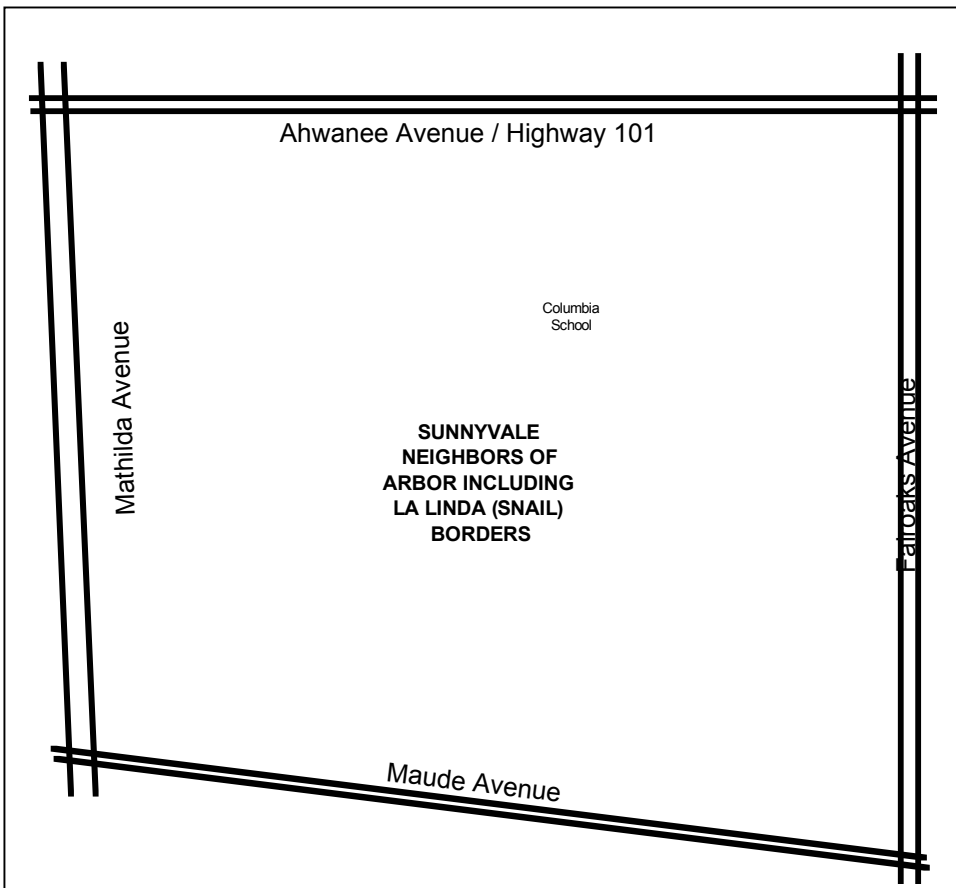 Ahwanee Avenue / Highway 101
Columbia
School
Mathilda Avenue
Fairoaks Avenue
SUNNYVALE
NEIGHBORS OF
ARBOR INCLUDING
LA LINDA (SNAIL)
BORDERS
Maude Avenue